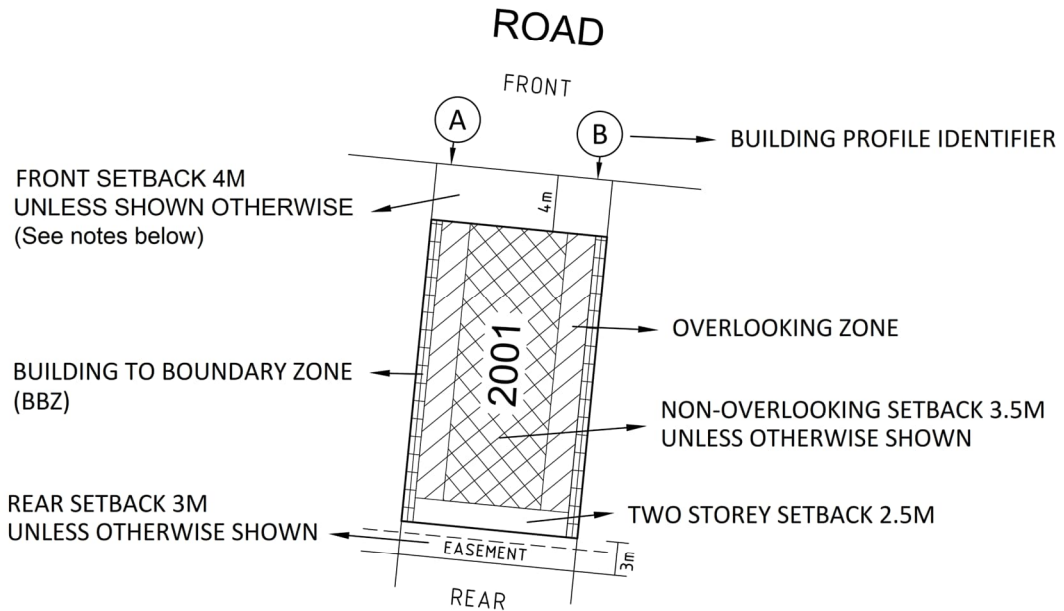 ROAD
FRONT
A
B
BUILDING PROFILE IDENTIFIER
FRONT SETBACK 4M
UNLESS SHOWN OTHERWISE
(See notes below)
4m
2001
OVERLOOKING ZONE
BUILDING TO BOUNDARY ZONE
(BBZ)
NON-OVERLOOKING SETBACK 3.5M
UNLESS OTHERWISE SHOWN
REAR SETBACK 3M
UNLESS OTHERWISE SHOWN
TWO STOREY SETBACK 2.5M
EASEMENT
3m
REAR